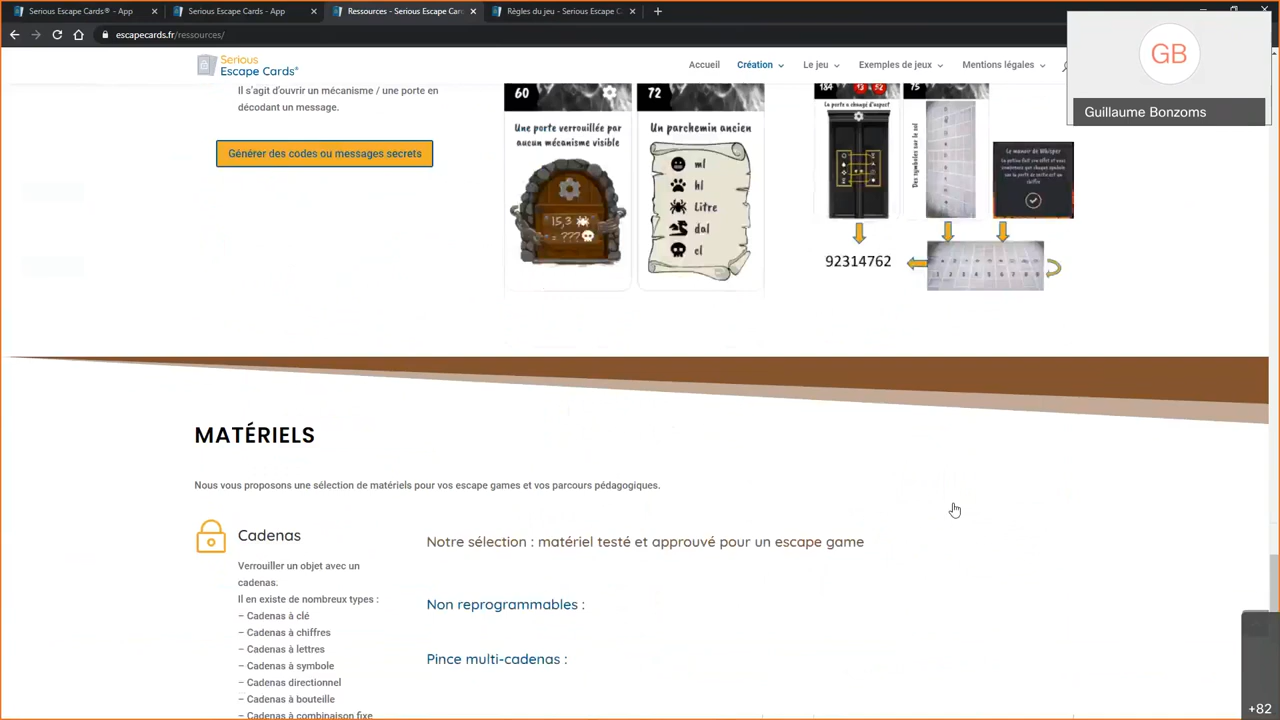 Serious Escape Cards® - App
Serious Escape Cards - App
Ressources - Serious Escape Car
Règles du jeu - Serious Escape C
escapecards.fr/ressources/
Serious
Escape Cards®
Accueil
Création
Le jeu
Exemples de jeux
Mentions légales
GB
Guillaume Bonzoms
Il s'agit d'ouvrir un mécanisme / une porte en
décodant un message.
Générer des codes ou messages secrets
60
Une porte verrouillée par
aucun mécanisme visible
15,3
= ???
72
Un parchemin ancien
ml
hl
Litre
dal
cl
184
La porte a changé d'aspect
75
Des symboles sur le sol
Le manoir de Whisper
92314762
MATÉRIELS
Nous vous proposons une sélection de matériels pour vos escape games et vos parcours pédagogiques.
Cadenas
Verrouiller un objet avec un
cadenas.
Il en existe de nombreux types :
– Cadenas à clé
– Cadenas à chiffres
– Cadenas à lettres
– Cadenas à symbole
– Cadenas directionnel
– Cadenas à bouteille
– Cadenas à combinaison fixe
Notre sélection : matériel testé et approuvé pour un escape game
Non reprogrammables :
Pince multi-cadenas :
+82